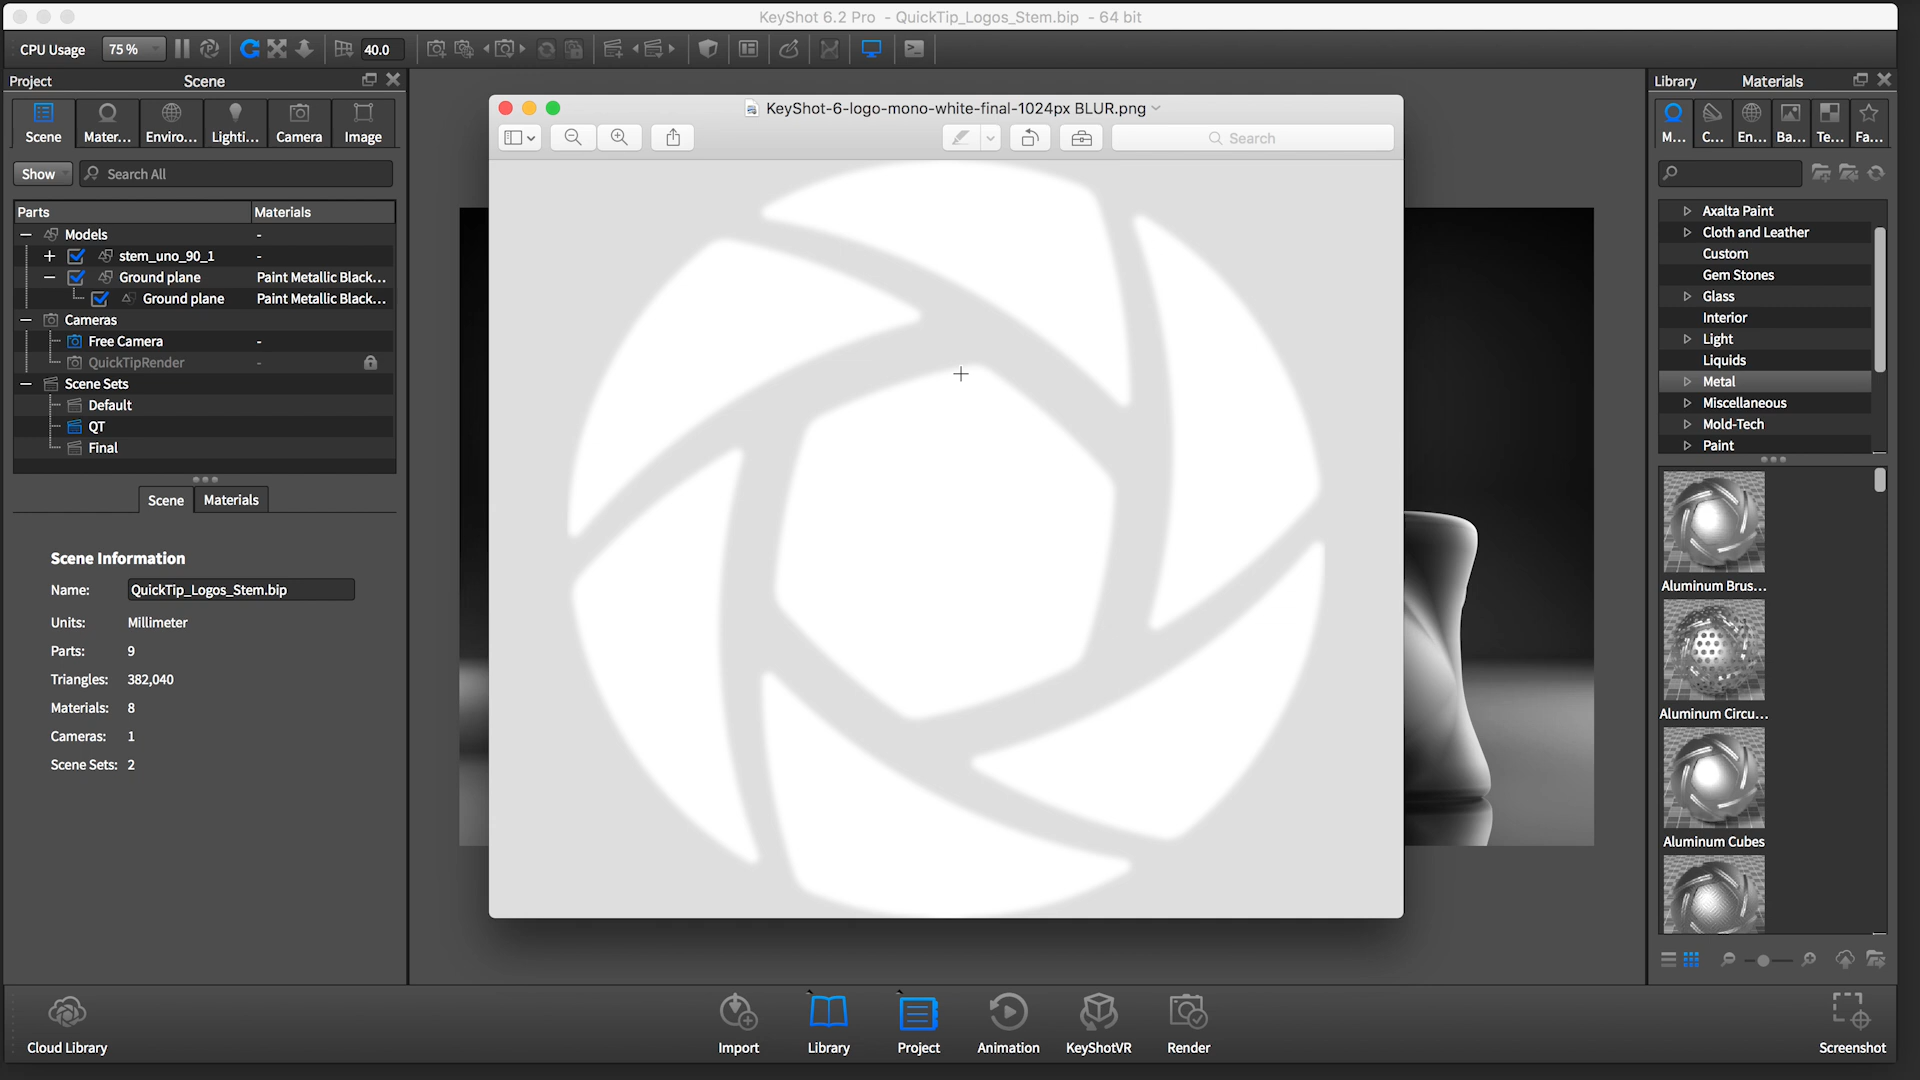 KeyShot 6.2 Pro - QuickTip_Logos_Stem.bip - 64 bit
CPU Usage 75 % 40.0
Project Scene
Scene Mater... Enviro... Lighti... Camera Image
Show Search All
Parts Materials
Models -
stem_uno_90_1 -
Ground plane Paint Metallic Black...
Ground plane Paint Metallic Black...
Cameras
Free Camera -
QuickTipRender -
Scene Sets
Default
QT
Final
Scene Materials
Scene Information
Name: QuickTip_Logos_Stem.bip
Units: Millimeter
Parts: 9
Triangles: 382,040
Materials: 8
Cameras: 1
Scene Sets: 2
KeyShot-6-logo-mono-white-final-1024px BLUR.png
Search
Library Materials
M... C... En... Ba... Te... Fa...
Axalta Paint
Cloth and Leather
Custom
Gem Stones
Glass
Interior
Light
Liquids
Metal
Miscellaneous
Mold-Tech
Paint
Aluminum Brus...
Aluminum Circu...
Aluminum Cubes
Cloud Library Import Library Project Animation KeyShotVR Render Screenshot